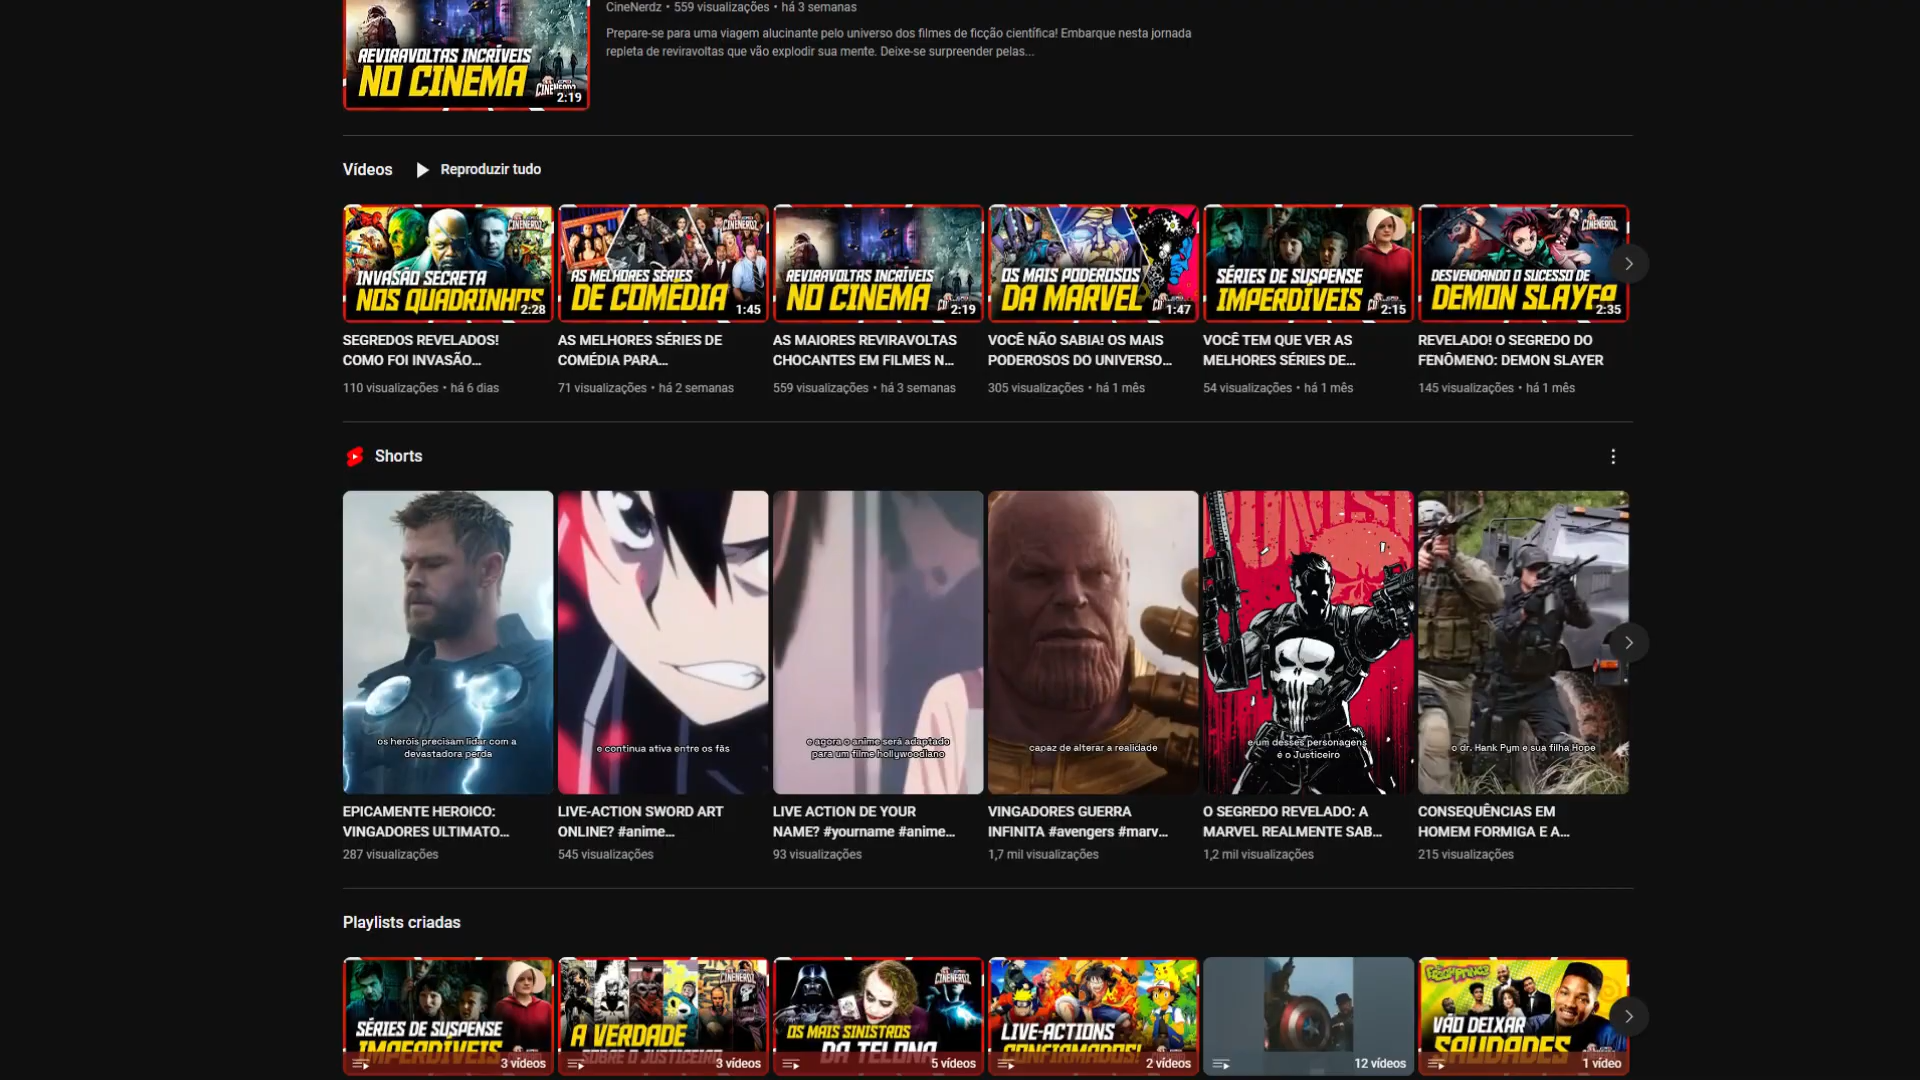 CineNerdz • 559 visualizações • há 3 semanas
Prepare-se para uma viagem alucinante pelo universo dos filmes de ficção científica! Embarque nesta jornada
repleta de reviravoltas que vão explodir sua mente. Deixe-se surpreender pelas...
REVIRAVOLTAS INCRÍVEIS
NO CINEMA
2:19
Vídeos
Reproduzir tudo
CINENERDZ
INVASÃO SECRETA
NOS QUADRINHOS
2:28
CINENERDZ
AS MELHORES SÉRIES
DE COMÉDIA
1:45
REVIRAVOLTAS INCRÍVEIS
NO CINEMA
2:19
OS MAIS PODEROSOS
DA MARVEL
1:47
SÉRIES DE SUSPENSE
IMPERDÍVEIS
2:15
CINENERDZ
DESVENDANDO O SUCESSO DE
DEMON SLAYER
2:35
SEGREDOS REVELADOS!
COMO FOI INVASÃO...
110 visualizações • há 6 dias
AS MELHORES SÉRIES DE
COMÉDIA PARA...
71 visualizações • há 2 semanas
AS MAIORES REVIRAVOLTAS
CHOCANTES EM FILMES N...
559 visualizações • há 3 semanas
VOCÊ NÃO SABIA! OS MAIS
PODEROSOS DO UNIVERSO...
305 visualizações • há 1 mês
VOCÊ TEM QUE VER AS
MELHORES SÉRIES DE...
54 visualizações • há 1 mês
REVELADO! O SEGREDO DO
FENÔMENO: DEMON SLAYER
145 visualizações • há 1 mês
Shorts
os heróis precisam lidar com a
devastadora perda
e continua ativa entre os fãs
e agora o anime será adaptado
para um filme hollywoodiano
capaz de alterar a realidade
e um desses personagens
é o Justiceiro
o dr. Hank Pym e sua filha Hope
EPICAMENTE HEROICO:
VINGADORES ULTIMATO...
287 visualizações
LIVE-ACTION SWORD ART
ONLINE? #anime...
545 visualizações
LIVE ACTION DE YOUR
NAME? #yourname #anime...
93 visualizações
VINGADORES GUERRA
INFINITA #avengers #marv...
1,7 mil visualizações
O SEGREDO REVELADO: A
MARVEL REALMENTE SAB...
1,2 mil visualizações
CONSEQUÊNCIAS EM
HOMEM FORMIGA E A...
215 visualizações
Playlists criadas
SÉRIES DE SUSPENSE
IMPERDÍVEIS
3 vídeos
CINENERDZ
A VERDADE
SOBRE O JUSTICEIRO
3 vídeos
CINENERDZ
OS MAIS SINISTROS
DA TELONA
5 vídeos
LIVE-ACTIONS
CONFIRMADOS!
2 vídeos
12 vídeos
VÃO DEIXAR
SAUDADES
1 vídeo